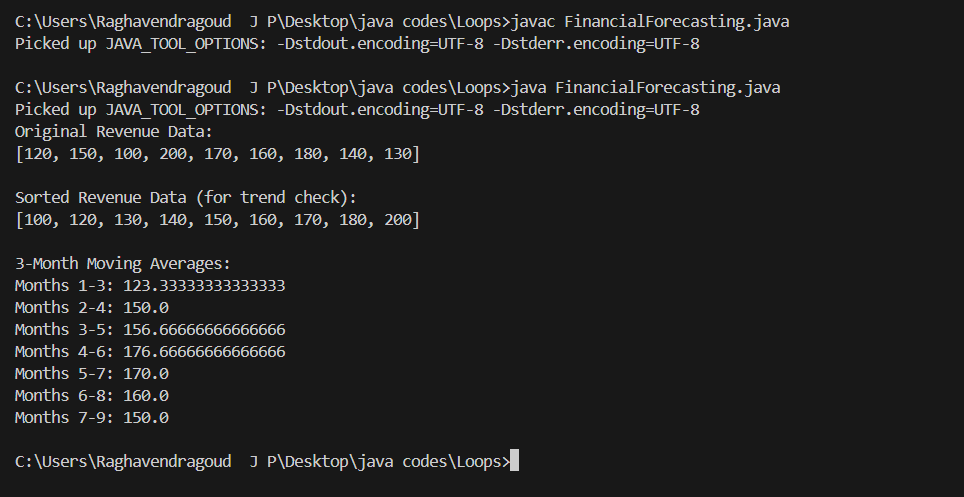 C:\Users\Raghavendragoud  J P\Desktop\java codes\Loops>javac FinancialForecasting.java
Picked up JAVA_TOOL_OPTIONS: -Dstdout.encoding=UTF-8 -Dstderr.encoding=UTF-8
C:\Users\Raghavendragoud  J P\Desktop\java codes\Loops>java FinancialForecasting.java
Picked up JAVA_TOOL_OPTIONS: -Dstdout.encoding=UTF-8 -Dstderr.encoding=UTF-8
Original Revenue Data:
[120, 150, 100, 200, 170, 160, 180, 140, 130]
Sorted Revenue Data (for trend check):
[100, 120, 130, 140, 150, 160, 170, 180, 200]
3-Month Moving Averages:
Months 1-3: 123.33333333333333
Months 2-4: 150.0
Months 3-5: 156.66666666666666
Months 4-6: 176.66666666666666
Months 5-7: 170.0
Months 6-8: 160.0
Months 7-9: 150.0
C:\Users\Raghavendragoud  J P\Desktop\java codes\Loops>